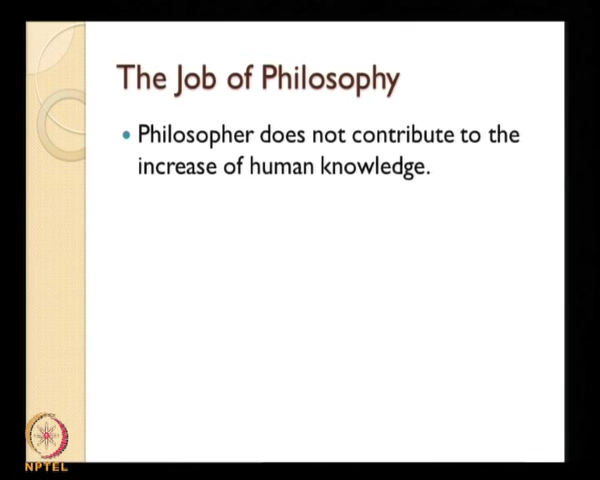 The Job of Philosophy
• Philosopher does not contribute to the
increase of human knowledge.
NPTEL